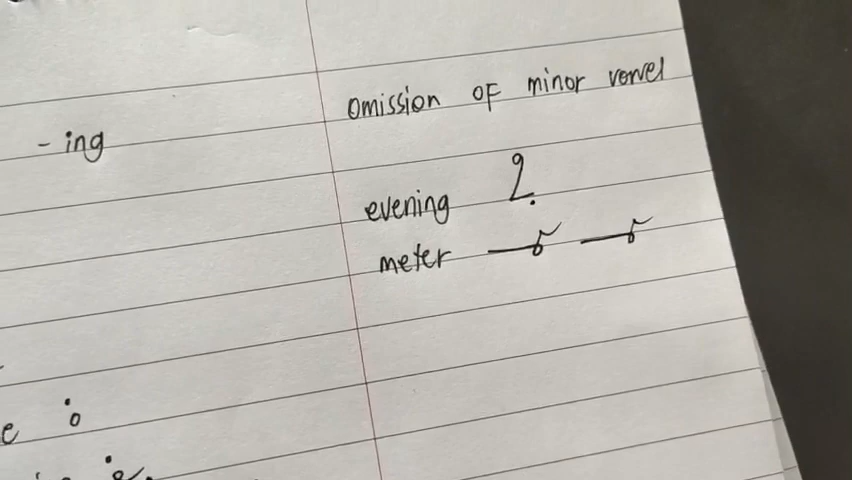 omission of minor vowel
- ing
evening
meter
e